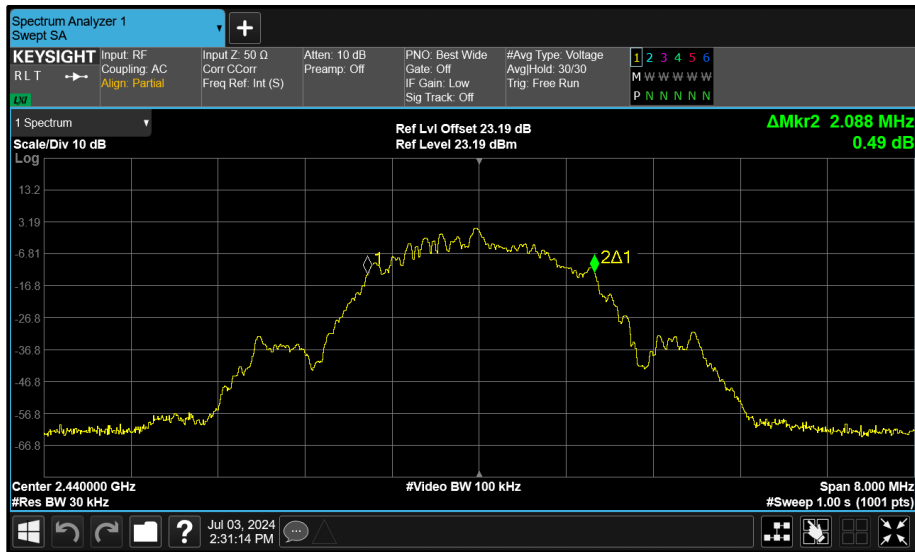 Spectrum Analyzer 1
Swept SA
+
KEYSIGHT
R L T
LXI
Input: RF
Coupling: AC
Align: Partial
Input Z: 50 Ω
Corr CCorr
Freq Ref: Int (S)
Atten: 10 dB
Preamp: Off
PNO: Best Wide
Gate: Off
IF Gain: Low
Sig Track: Off
#Avg Type: Voltage
Avg|Hold: 30/30
Trig: Free Run
1 2 3 4 5 6
M W W W W W
P N N N N N
1 Spectrum
Scale/Div 10 dB
Log
Ref Lvl Offset 23.19 dB
Ref Level 23.19 dBm
ΔMkr2 2.088 MHz
0.49 dB
13.2
3.19
-6.81
-16.8
-26.8
-36.8
-46.8
-56.8
-66.8
1
2Δ1
Center 2.440000 GHz
#Res BW 30 kHz
#Video BW 100 kHz
Span 8.000 MHz
#Sweep 1.00 s (1001 pts)
?
Jul 03, 2024
2:31:14 PM